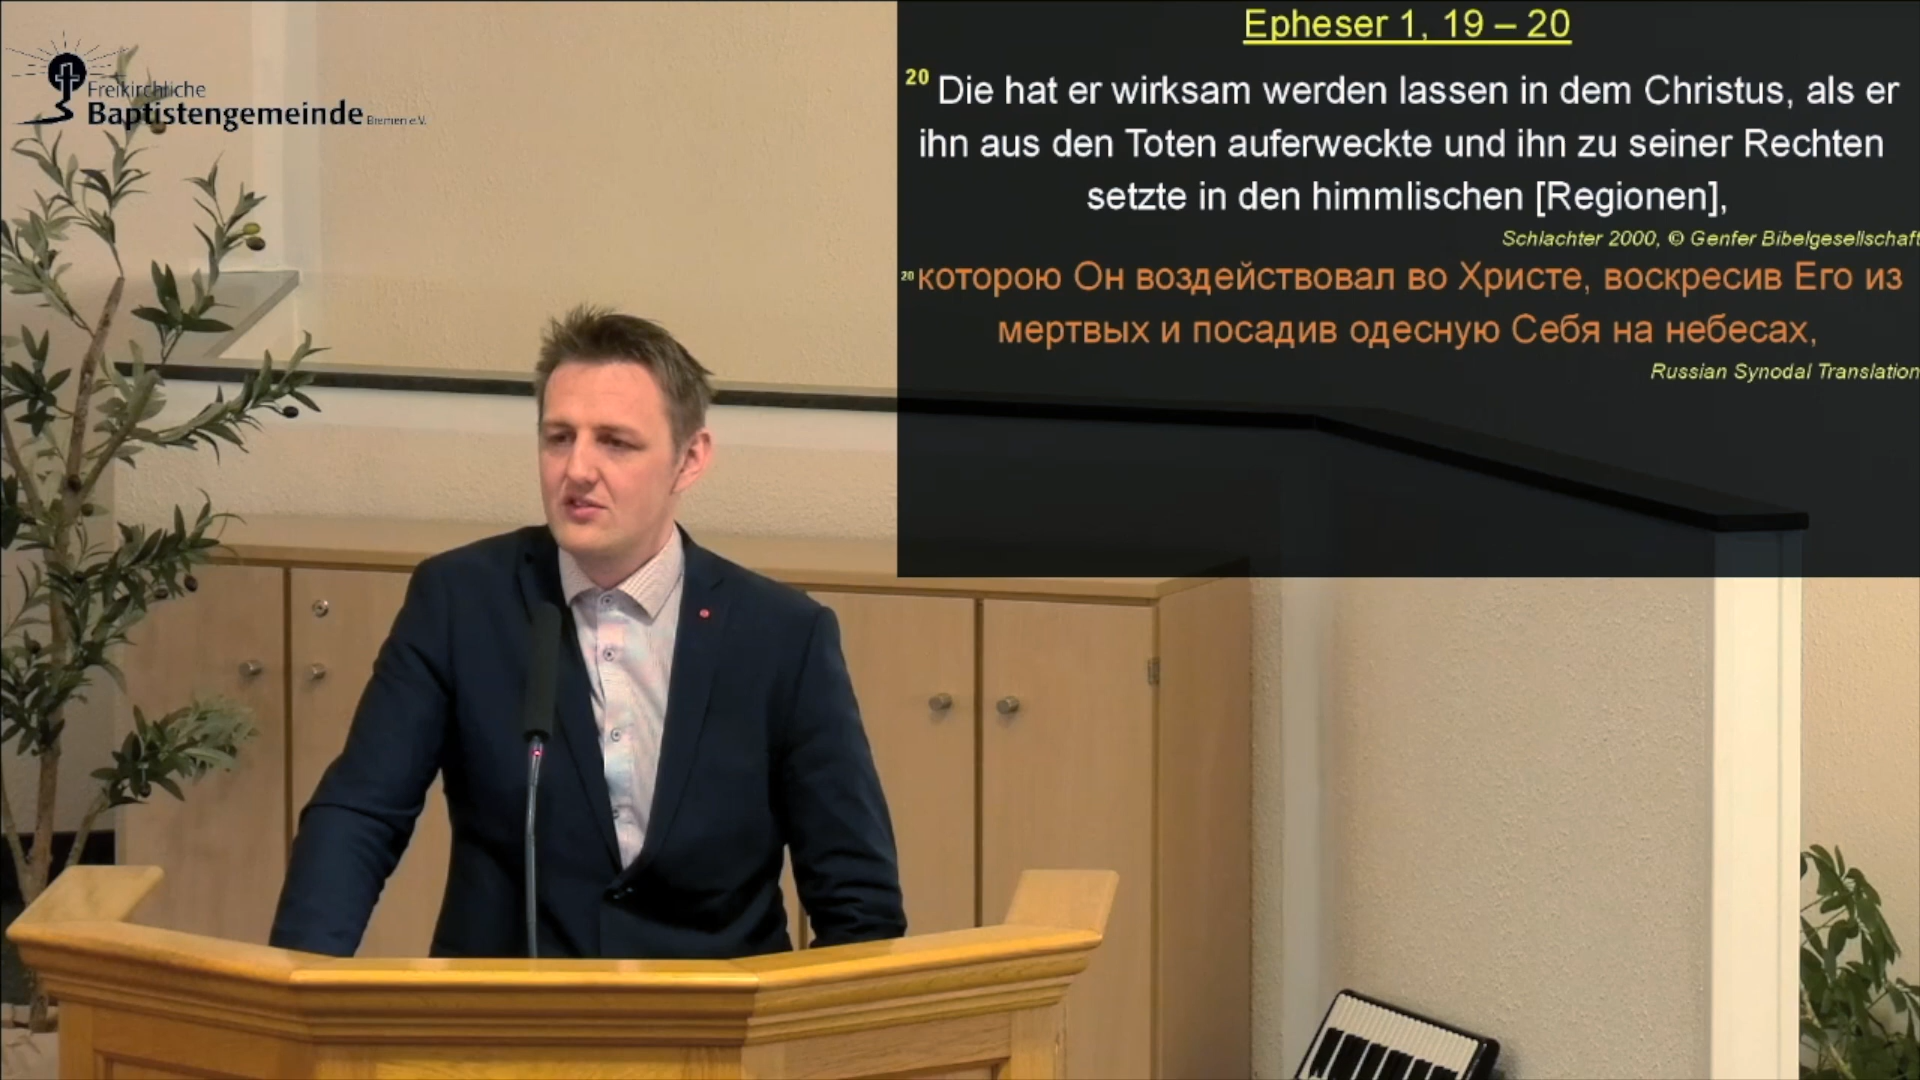 Freikirchliche
Baptistengemeinde Bremen e.V.
Epheser 1, 19 – 20
20 Die hat er wirksam werden lassen in dem Christus, als er
ihn aus den Toten auferweckte und ihn zu seiner Rechten
setzte in den himmlischen [Regionen],
Schlachter 2000, © Genfer Bibelgesellschaft
20 которою Он воздействовал во Христе, воскресив Его из
мертвых и посадив одесную Себя на небесах,
Russian Synodal Translation